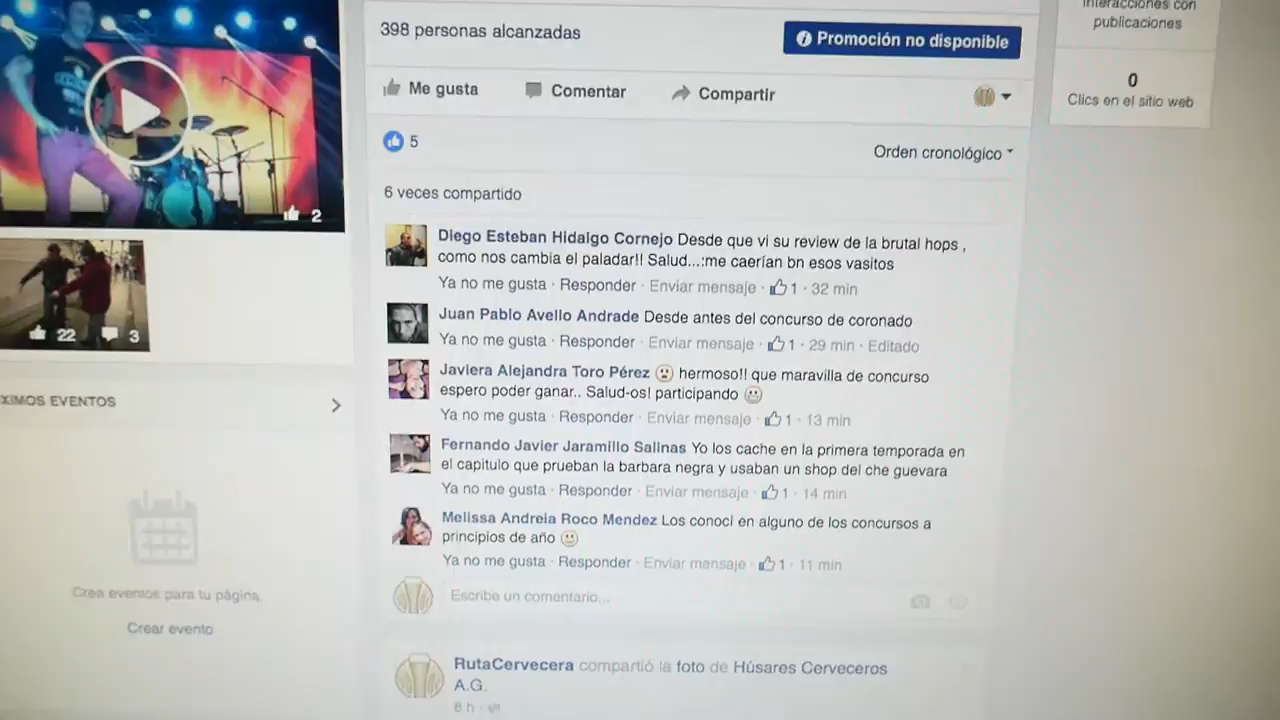 398 personas alcanzadas
Promoción no disponible
interacciones con
publicaciones
0
Clics en el sitio web
Me gusta
Comentar
Compartir
5
Orden cronológico
6 veces compartido
2
22
3
XIMOS EVENTOS
Crea eventos para tu página.
Crear evento
Diego Esteban Hidalgo Cornejo Desde que vi su review de la brutal hops ,
como nos cambia el paladar!! Salud...:me caerían bn esos vasitos
Ya no me gusta · Responder · Enviar mensaje · 1 · 32 min
Juan Pablo Avello Andrade Desde antes del concurso de coronado
Ya no me gusta · Responder · Enviar mensaje · 1 · 29 min · Editado
Javiera Alejandra Toro Pérez hermoso!! que maravilla de concurso
espero poder ganar.. Salud-os! participando
Ya no me gusta · Responder · Enviar mensaje · 1 · 13 min
Fernando Javier Jaramillo Salinas Yo los cache en la primera temporada en
el capitulo que prueban la barbara negra y usaban un shop del che guevara
Ya no me gusta · Responder · Enviar mensaje · 1 · 14 min
Melissa Andreia Roco Mendez Los conocí en alguno de los concursos a
principios de año
Ya no me gusta · Responder · Enviar mensaje · 1 · 11 min
Escribe un comentario...
RutaCervecera compartió la foto de Húsares Cerveceros
A.G.
8 h ·